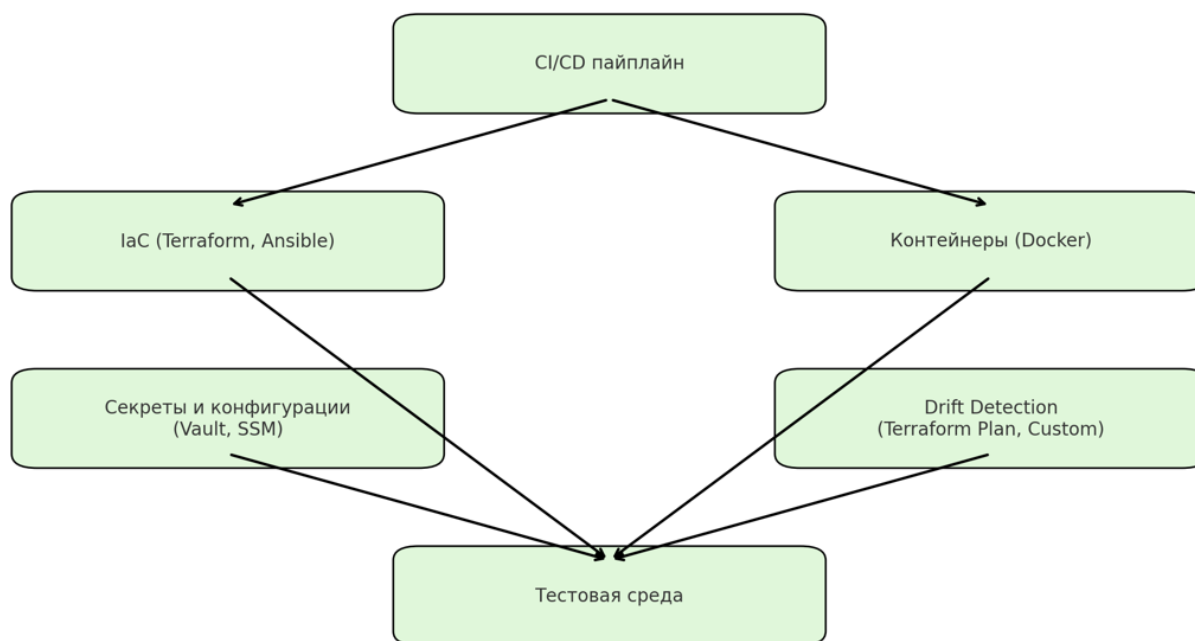 CI/CD пайплайн
IaC (Terraform, Ansible)
Контейнеры (Docker)
Секреты и конфигурации
(Vault, SSM)
Drift Detection
(Terraform Plan, Custom)
Тестовая среда